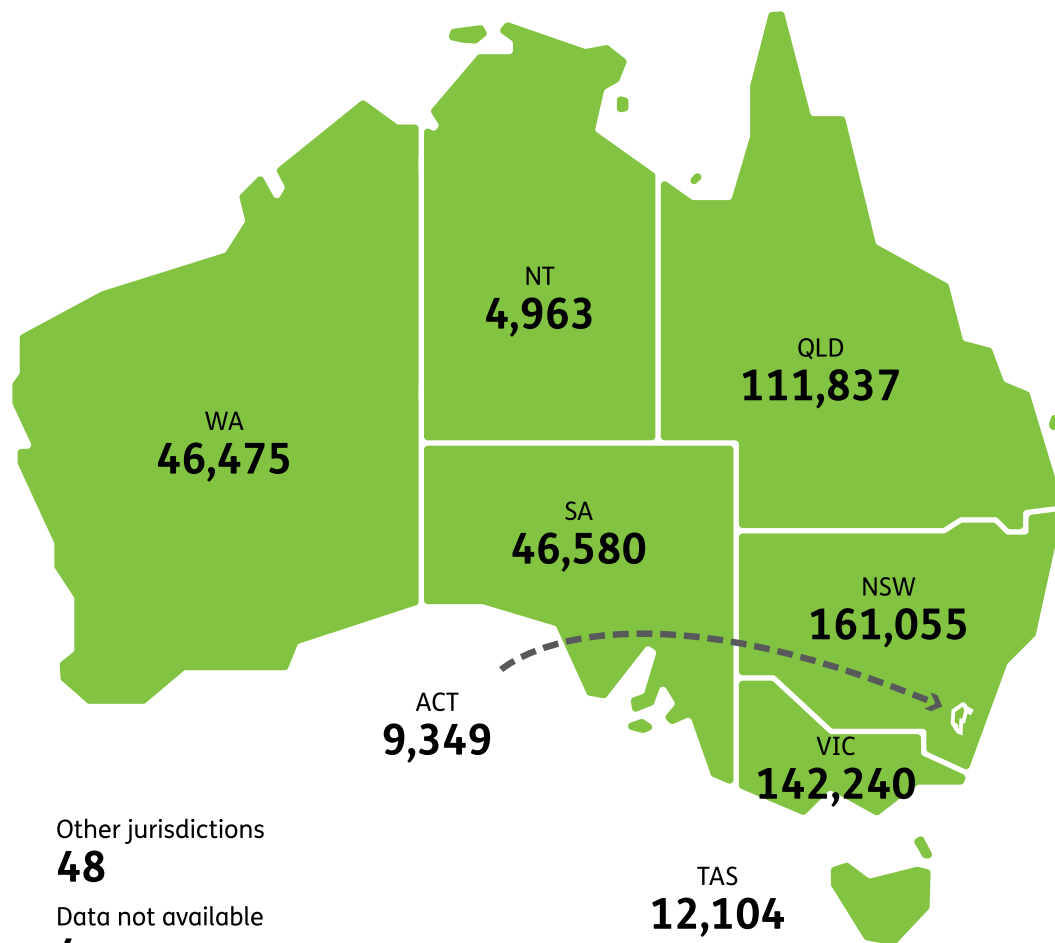 NT
4,963
QLD
111,837
WA
46,475
SA
46,580
NSW
161,055
ACT
9,349
VIC
142,240
Other jurisdictions
48
TAS
12,104
Data not available